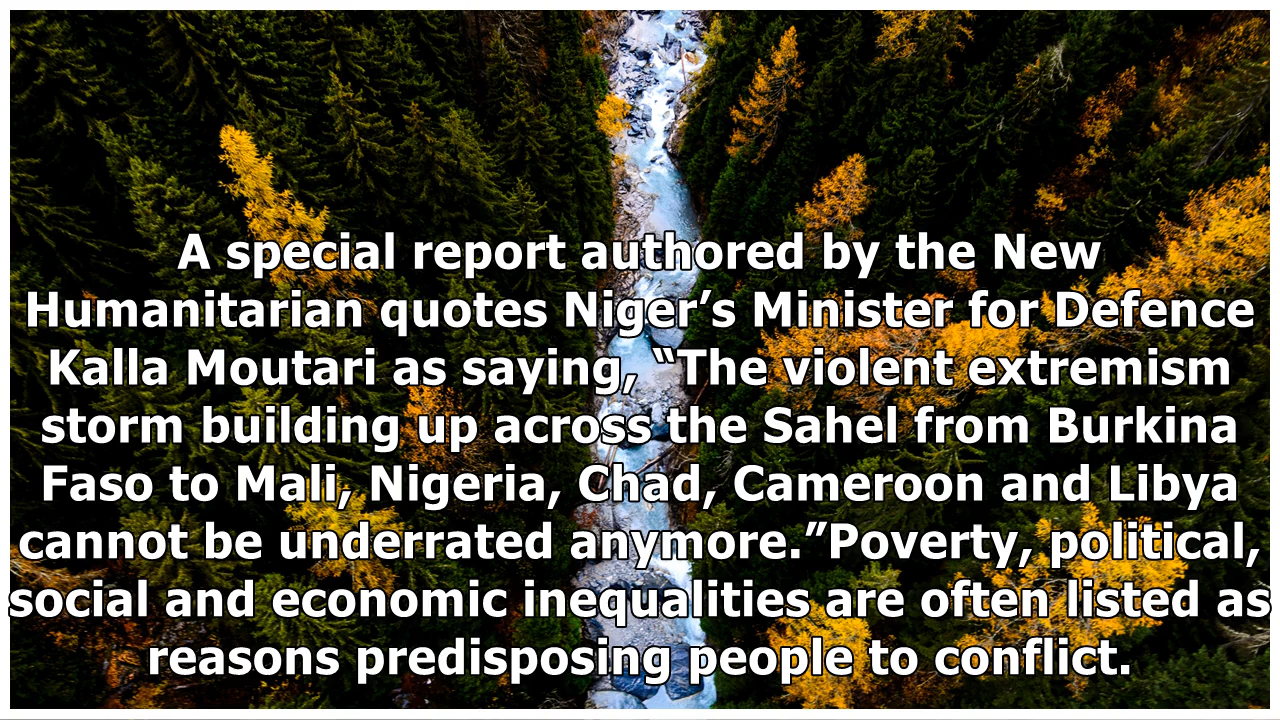 A special report authored by the New
Humanitarian quotes Niger’s Minister for Defence
Kalla Moutari as saying, “The violent extremism
storm building up across the Sahel from Burkina
Faso to Mali, Nigeria, Chad, Cameroon and Libya
cannot be underrated anymore.”Poverty, political,
social and economic inequalities are often listed as
reasons predisposing people to conflict.